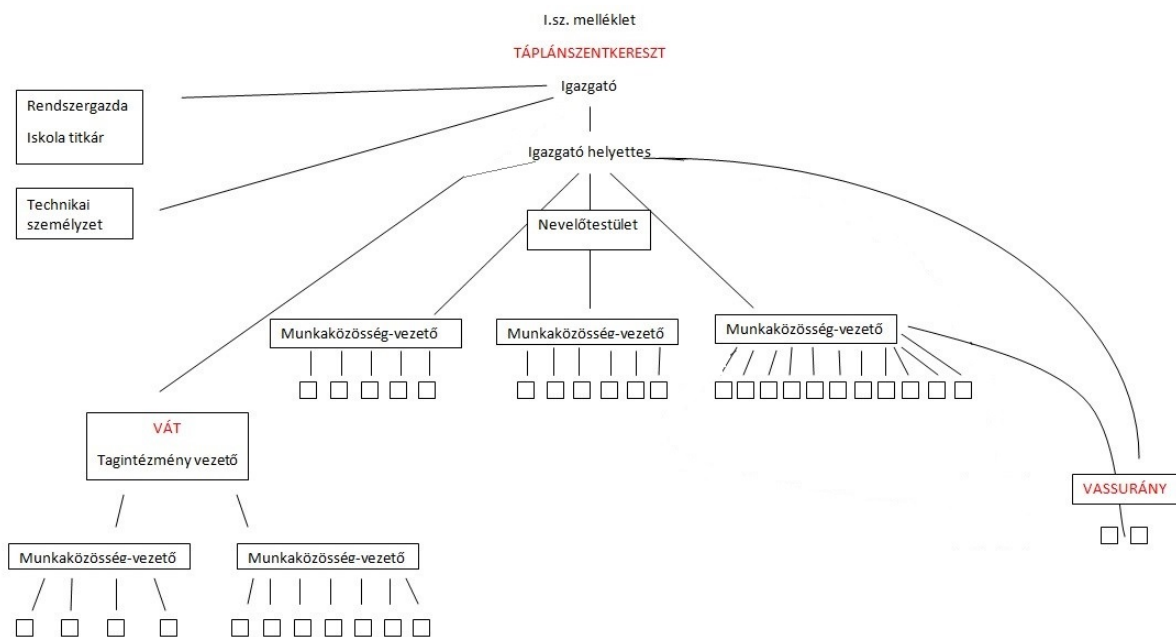 I.sz. melléklet
TÁPLÁNSZENTKERESZT
Igazgató
Rendszergazda
Iskola titkár
Igazgató helyettes
Technikai
személyzet
Nevelőtestület
Munkaközösség-vezető
Munkaközösség-vezető
Munkaközösség-vezető
VÁT
Tagintézmény vezető
VASSURÁNY
Munkaközösség-vezető
Munkaközösség-vezető